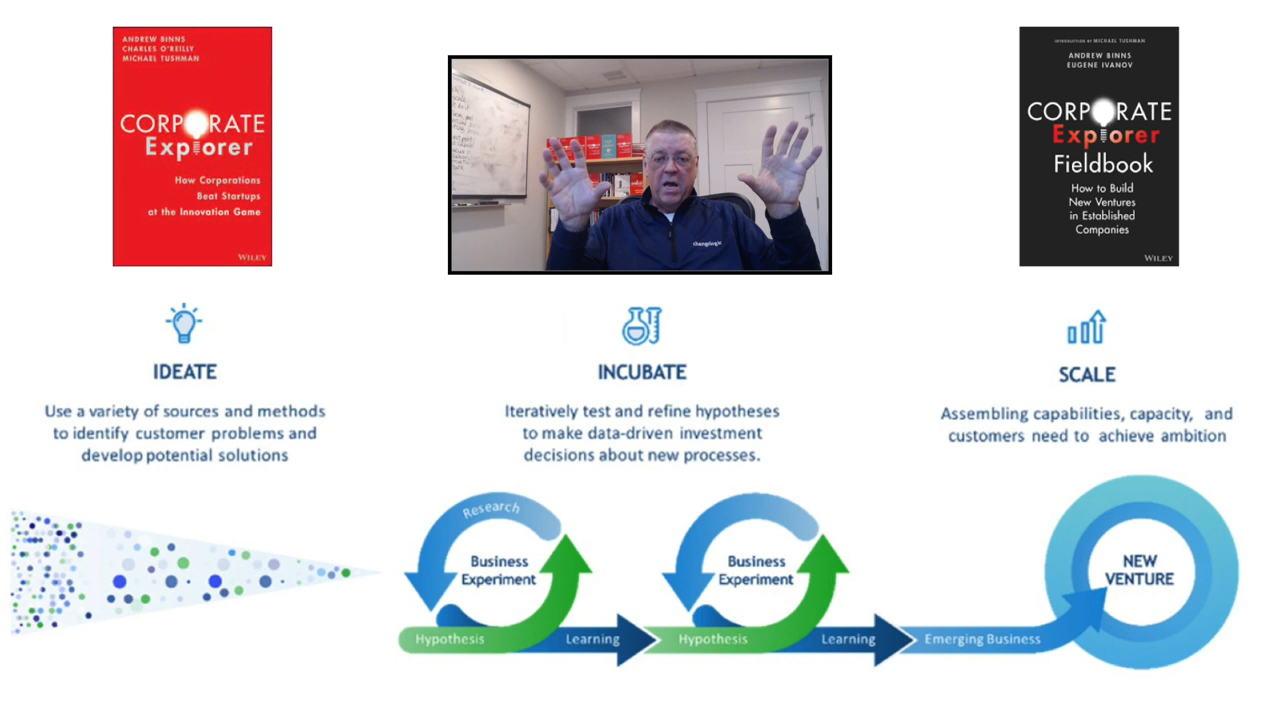 ANDREW BINNS
CHARLES O'REILLY
MICHAEL TUSHMAN
CORPORATE
Explorer
How Corporations
Beat Startups
at the Innovation Game
WILEY
changelogic
INTRODUCTION BY MICHAEL TUSHMAN
ANDREW BINNS
EUGENE IVANOV
CORPORATE
Explorer
Fieldbook
How to Build
New Ventures
in Established
Companies
WILEY
IDEATE
Use a variety of sources and methods
to identify customer problems and
develop potential solutions
INCUBATE
Iteratively test and refine hypotheses
to make data-driven investment
decisions about new processes.
SCALE
Assembling capabilities, capacity, and
customers need to achieve ambition
Research
Business
Experiment
Hypothesis
Learning
Business
Experiment
Hypothesis
Learning
Emerging Business
NEW
VENTURE